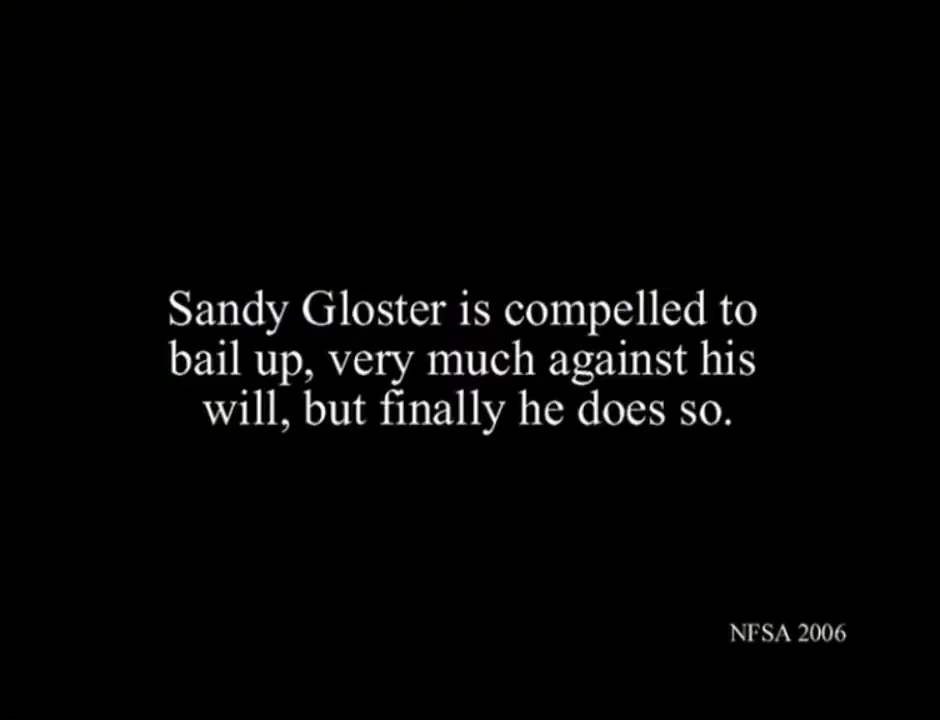 Sandy Gloster is compelled to
bail up, very much against his
will, but finally he does so.
NFSA 2006